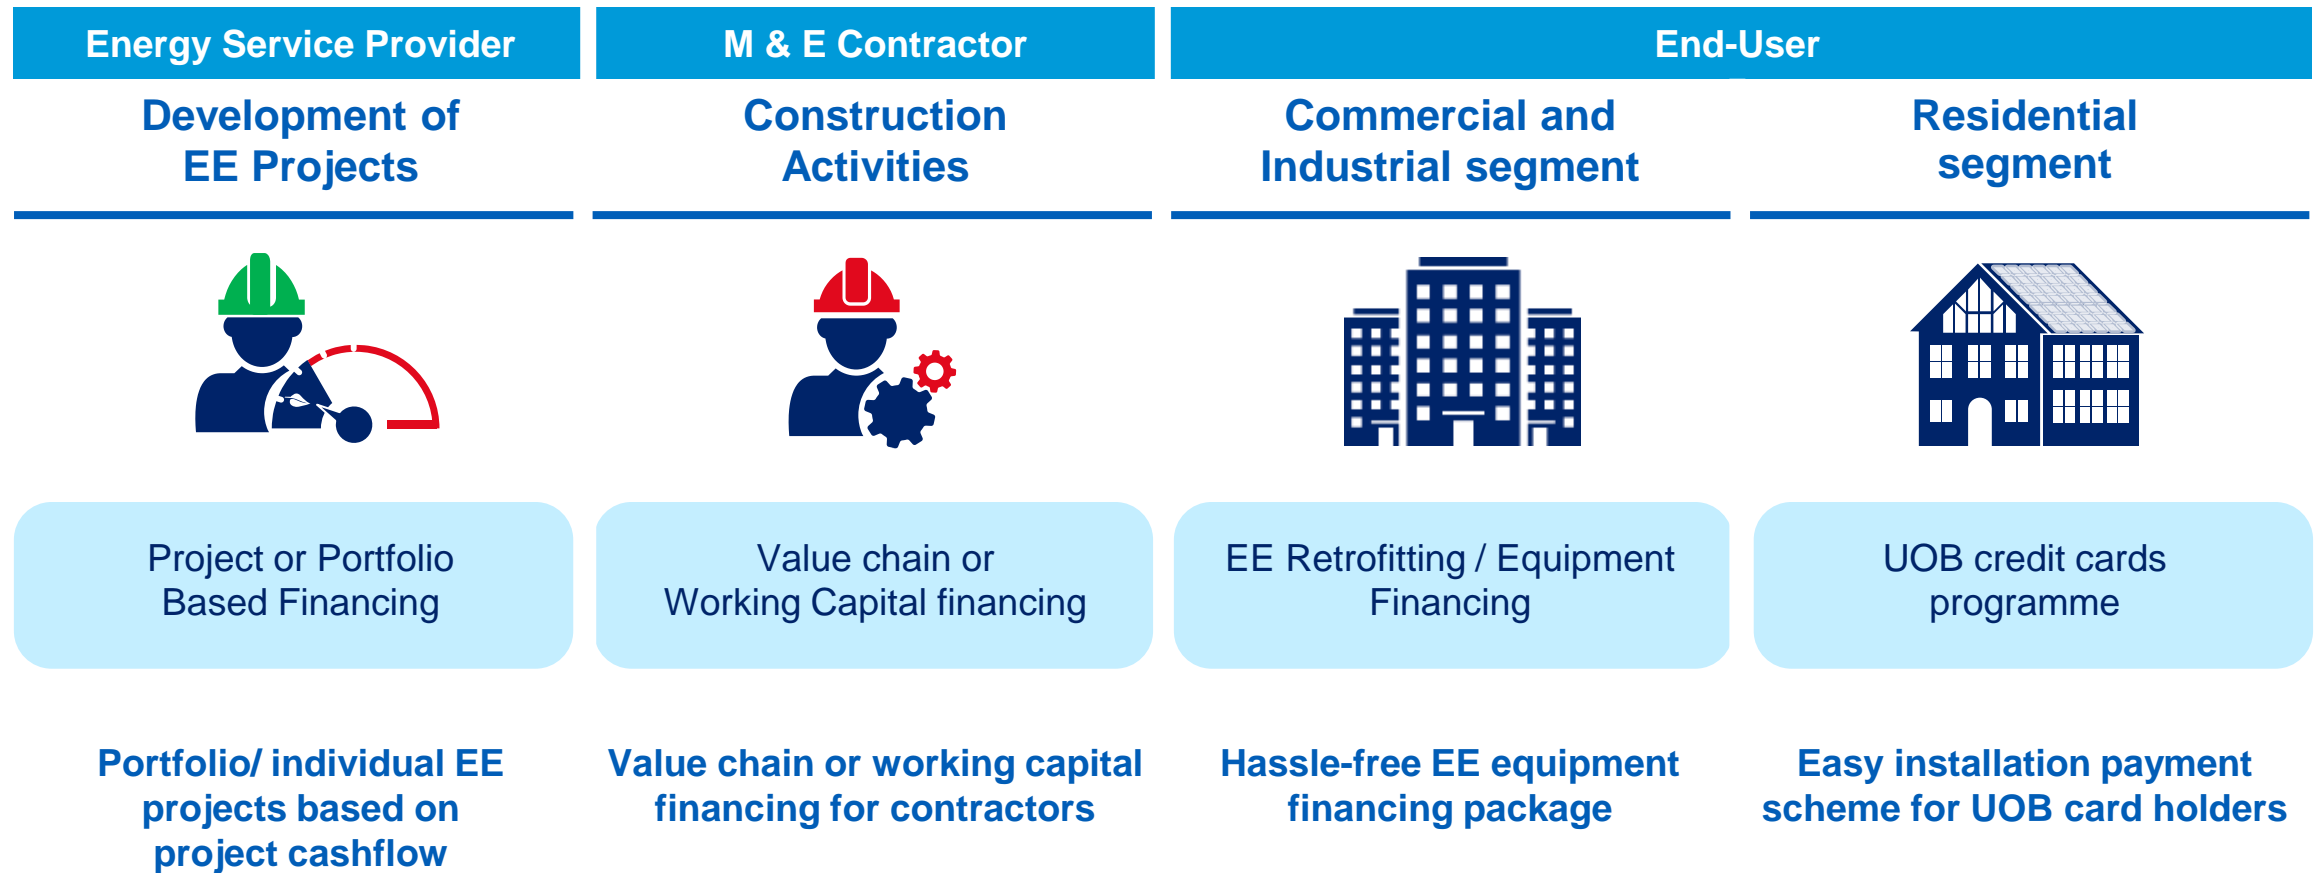 Energy Service Provider
M & E Contractor
End-User
Development of
EE Projects
Construction
Activities
Commercial and
Industrial segment
Residential
segment
Project or Portfolio
Based Financing
Value chain or
Working Capital financing
EE Retrofitting / Equipment
Financing
UOB credit cards
programme
Portfolio/ individual EE
projects based on
project cashflow
Value chain or working capital
financing for contractors
Hassle-free EE equipment
financing package
Easy installation payment
scheme for UOB card holders